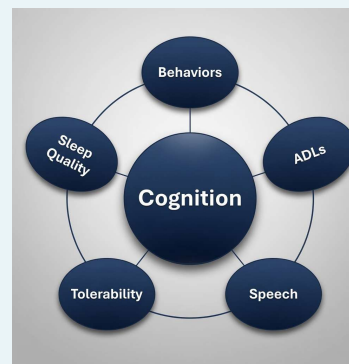 Behaviors
Sleep
Quality
ADLs
Cognition
Tolerability
Speech